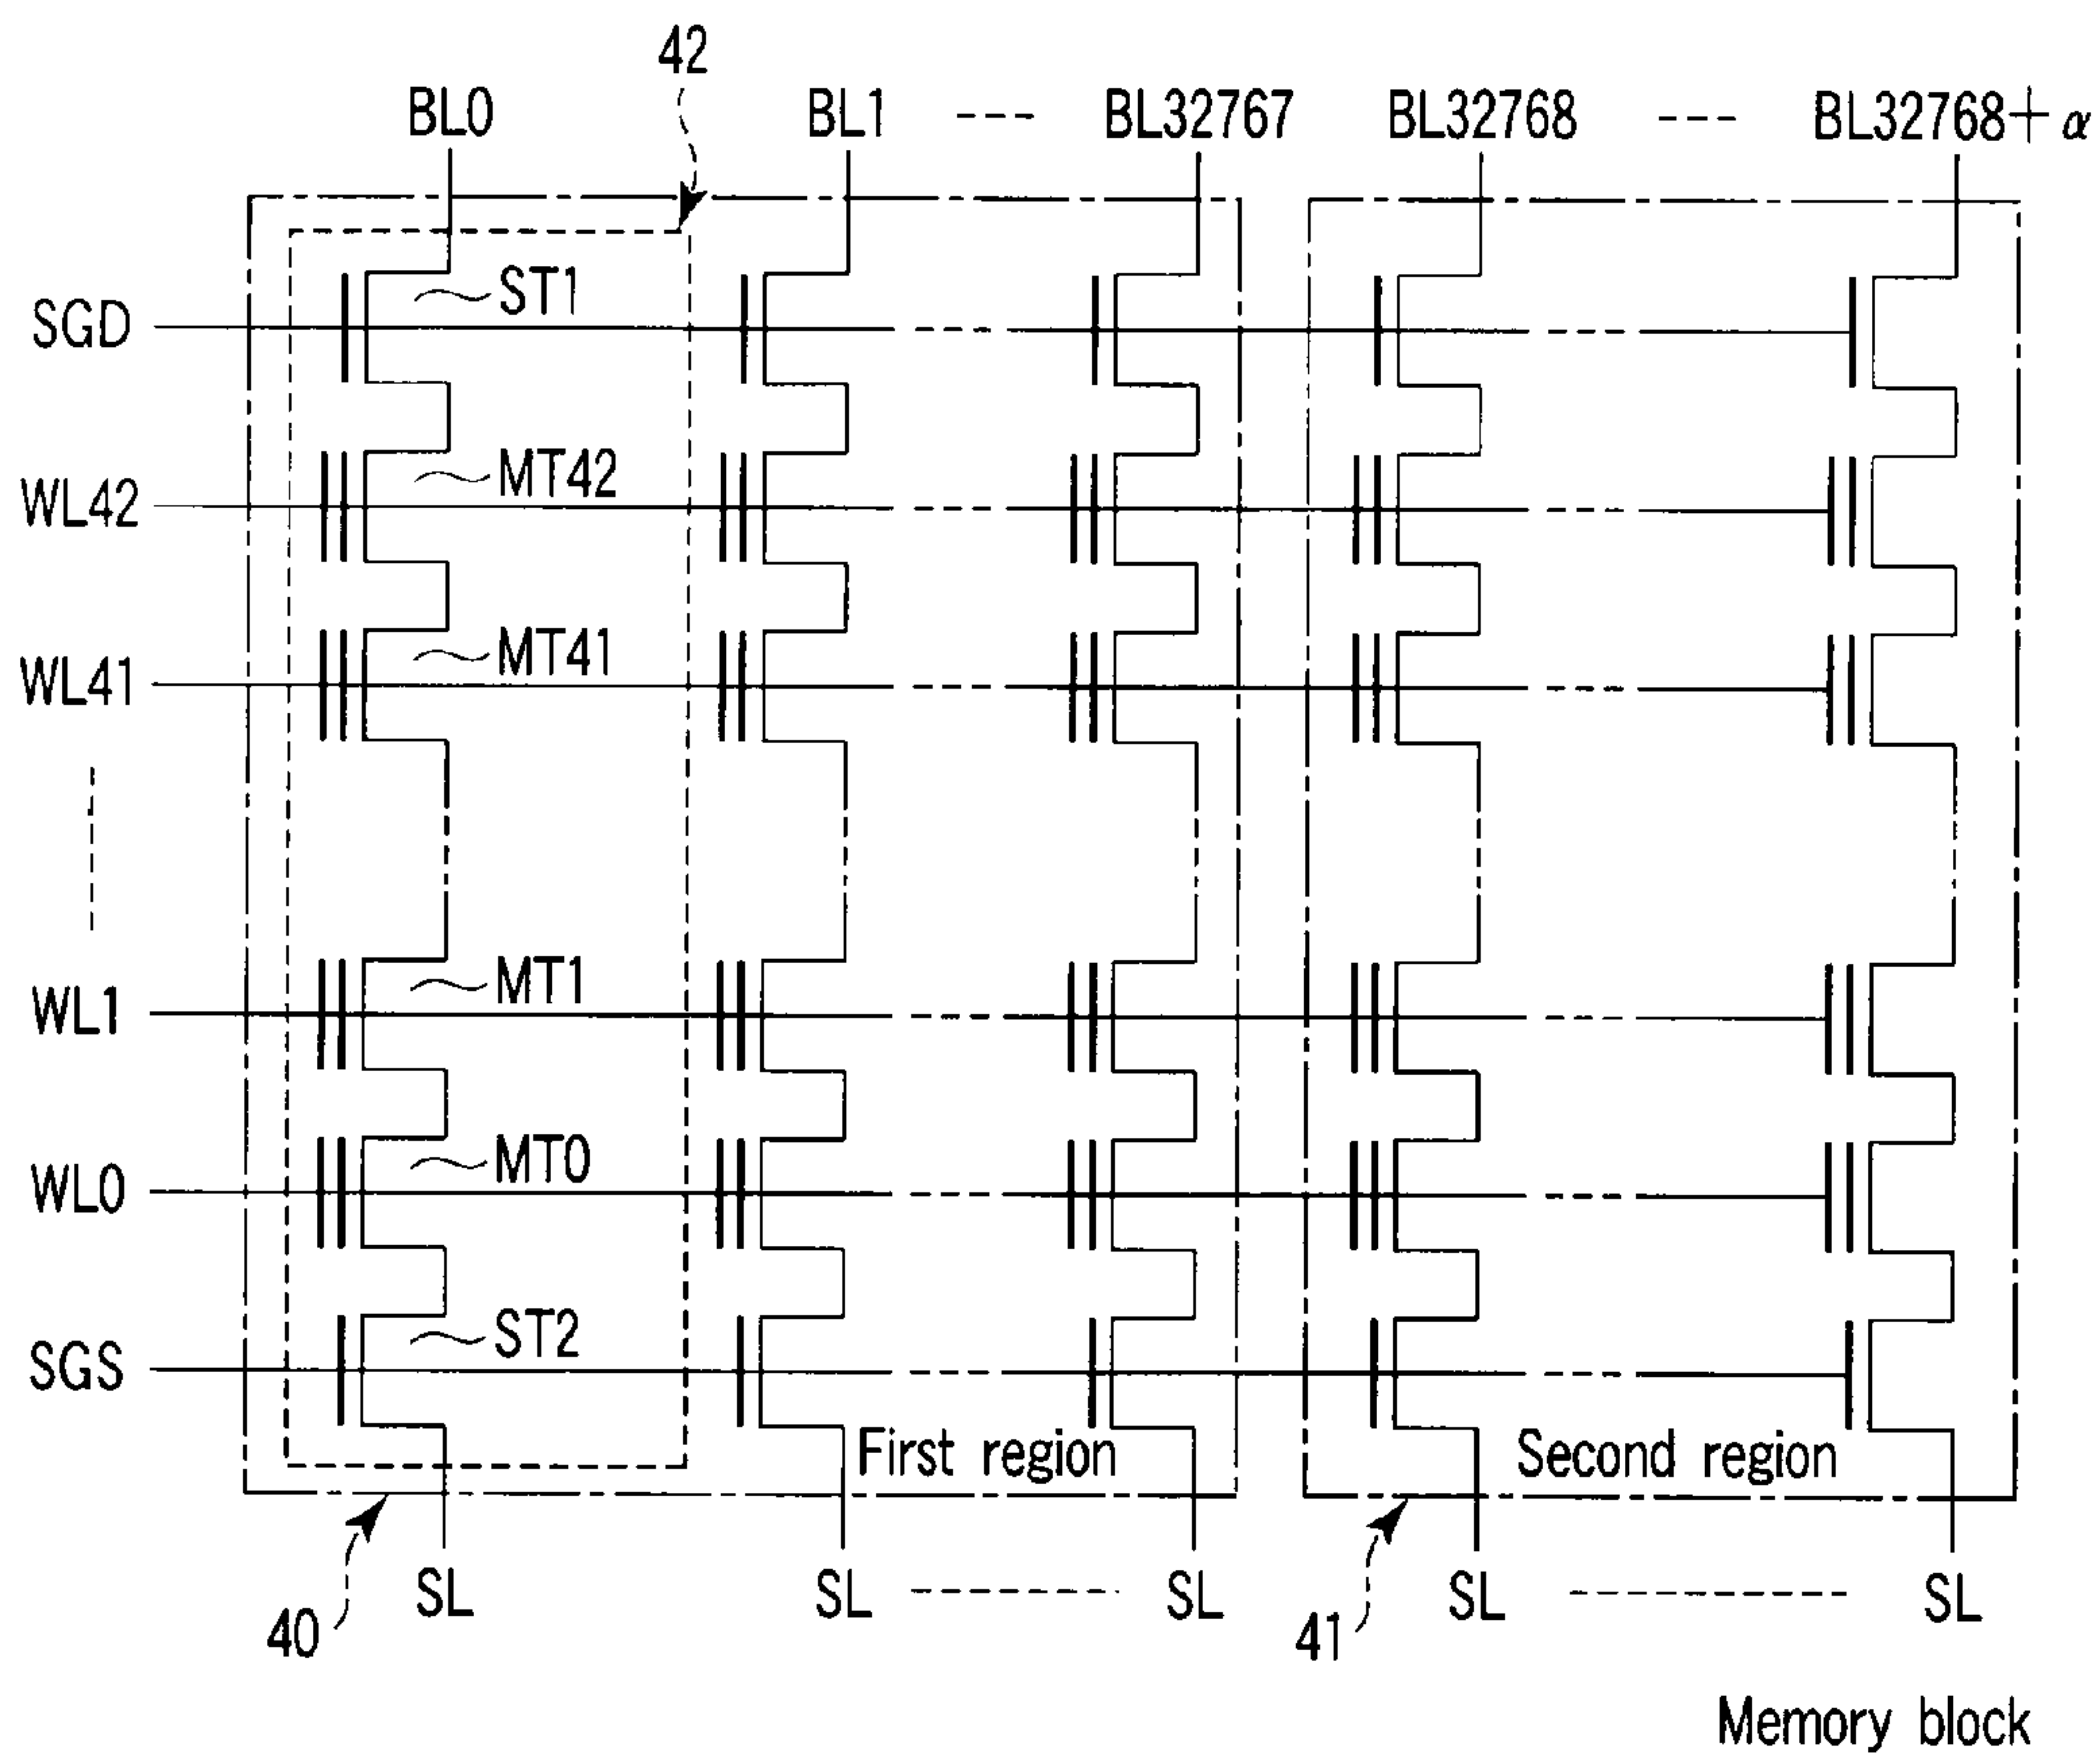 42
BL0 BL1 --- BL32767 BL32768 --- BL32768+α
SGD ST1
WL42 MT42
WL41 MT41
WL1 MT1
WL0 MT0
SGS ST2
First region Second region
SL SL SL SL SL
40 41
Memory block